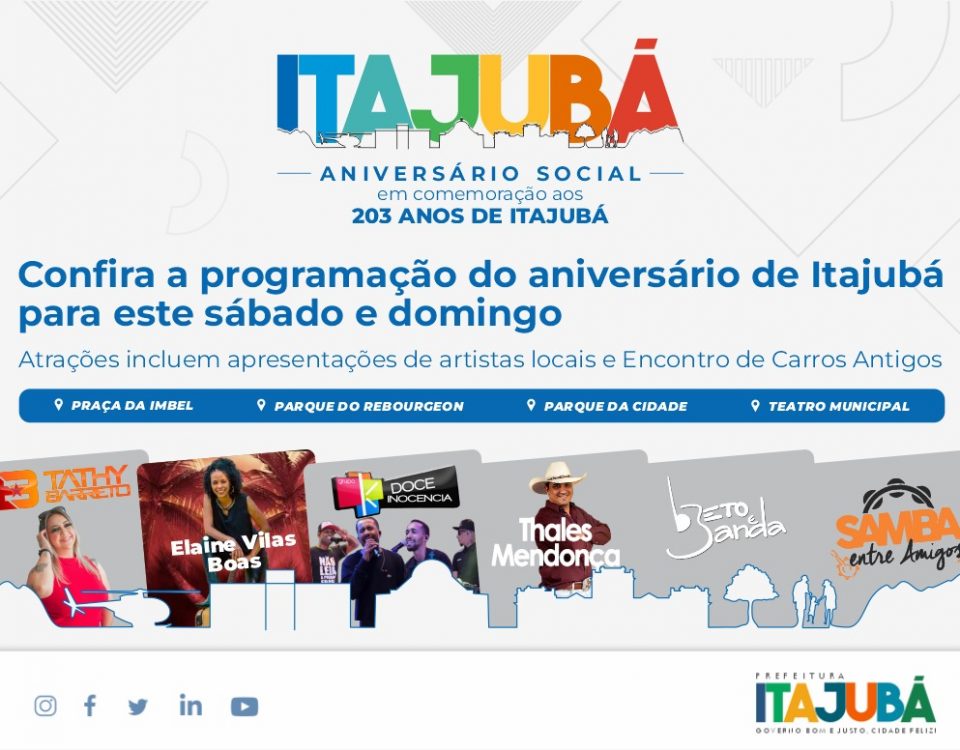 ITAJUBÁ
ANIVERSÁRIO SOCIAL
em comemoração aos
203 ANOS DE ITAJUBÁ
Confira a programação do aniversário de Itajubá
para este sábado e domingo
Atrações incluem apresentações de artistas locais e Encontro de Carros Antigos
PRAÇA DA IMBEL PARQUE DO REBOURGEON PARQUE DA CIDADE TEATRO MUNICIPAL
TATHY
BARRETO
Elaine Vilas
Boas
grupo
DOCE
INOCENCIA
Thales
Mendonça
BETO e
Banda
SAMBA
entre Amigos
PREFEITURA
ITAJUBÁ
GOVERNO BOM E JUSTO, CIDADE FELIZ!